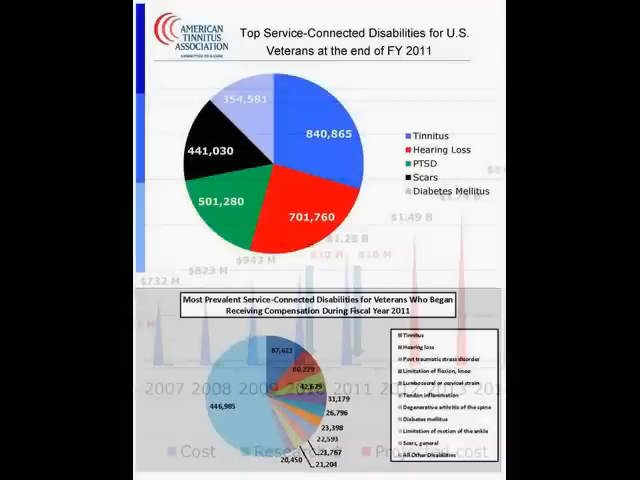 AMERICAN
TINNITUS
ASSOCIATION
Top Service-Connected Disabilities for U.S.
Veterans at the end of FY 2011
354,581
840,865
441,030
501,280
701,760
Tinnitus
Hearing Loss
PTSD
Scars
Diabetes Mellitus
$1.49 B
$1.28 B
$943 M
$823 M
$732 M
Most Prevalent Service-Connected Disabilities for Veterans Who Began
Receiving Compensation During Fiscal Year 2011
87,623
60,229
42,679
31,179
26,796
23,398
22,593
21,767
21,204
20,450
446,985
Tinnitus
Hearing loss
Post traumatic stress disorder
Limitation of flexion, knee
Lumbosacral or cervical strain
Tendon inflammation
Degenerative arthritis of the spine
Diabetes mellitus
Limitation of motion of the ankle
Scars, general
All Other Disabilities
2007 2008 2009 2010 2011 2012 2013
Cost
Research
Projected cost